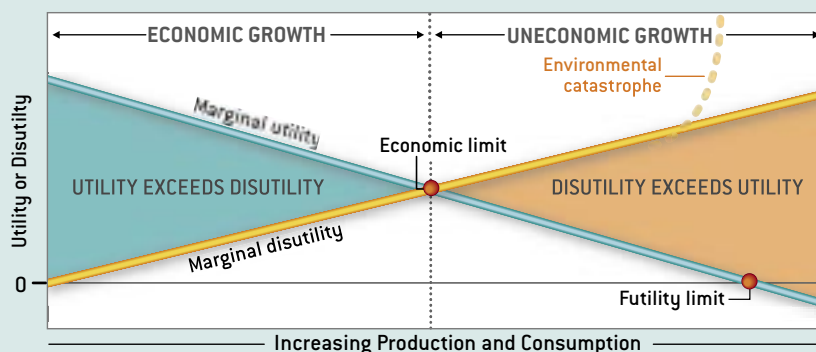 ECONOMIC GROWTH
UNECONOMIC GROWTH
Environmental
catastrophe
Marginal utility
Economic limit
UTILITY EXCEEDS DISUTILITY
DISUTILITY EXCEEDS UTILITY
Marginal disutility
Utility or Disutilty
0
Futility limit
Increasing Production and Consumption